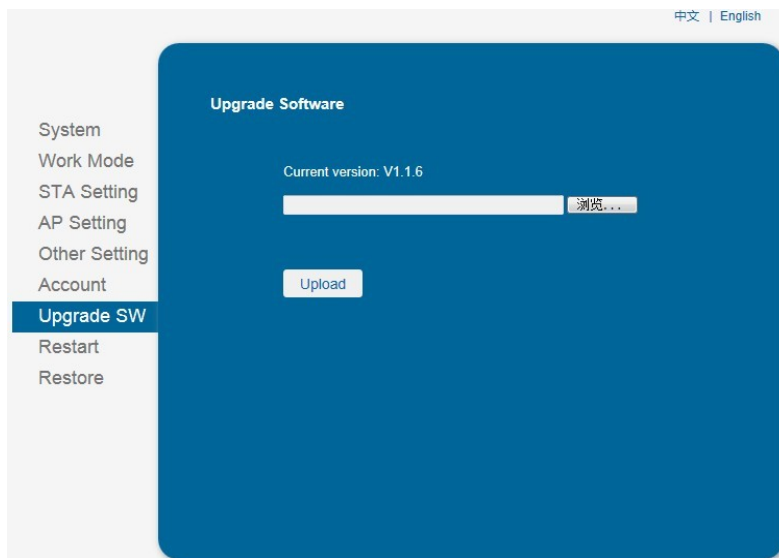 中文 | English
Upgrade Software
System
Work Mode
STA Setting
AP Setting
Other Setting
Account
Upgrade SW
Restart
Restore
Current version: V1.1.6
浏览...
Upload